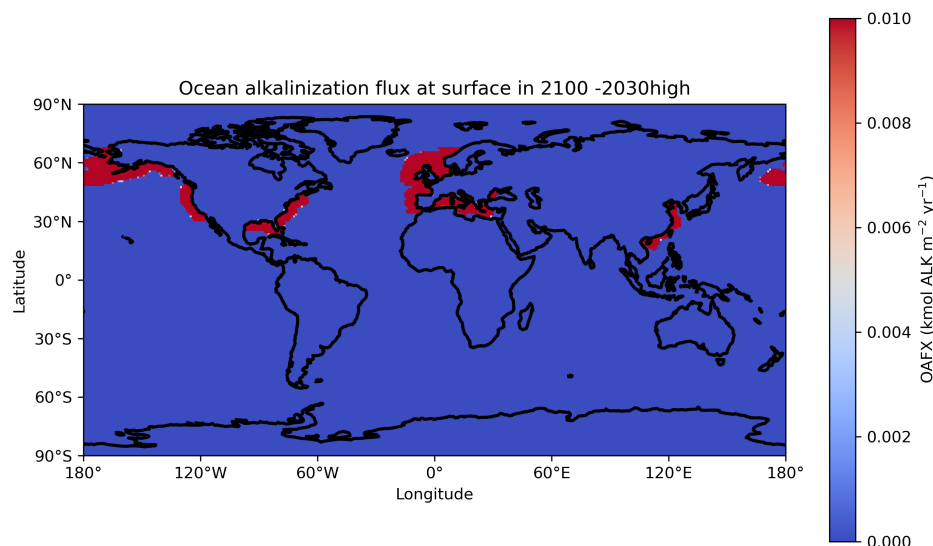 Ocean alkalinization flux at surface in 2100 -2030high
90°N
60°N
30°N
0°
30°S
60°S
90°S
Latitude
180°
120°W
60°W
0°
60°E
120°E
180°
Longitude
0.010
0.008
0.006
0.004
0.002
0.000
OAFX (kmol ALK m⁻² yr⁻¹)